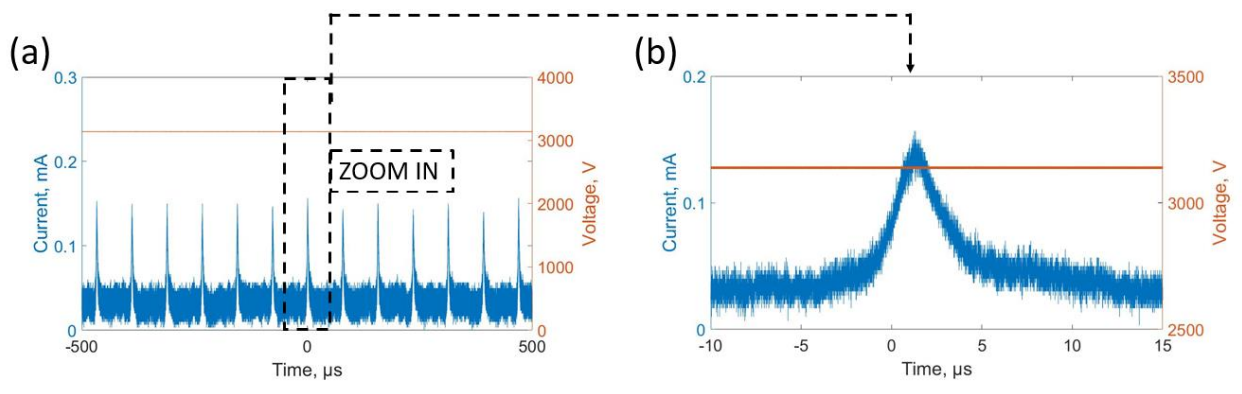 (a)
0.3
0.2
0.1
0
Current, mA
4000
3000
2000
1000
0
Voltage, V
-500
0
500
Time, µs
ZOOM IN
(b)
0.2
0.1
0
Current, mA
3500
3000
2500
Voltage, V
-10
-5
0
5
10
15
Time, µs